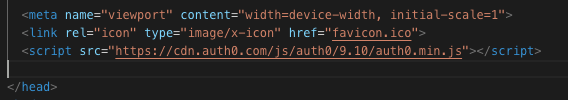 <meta name="viewport" content="width=device-width, initial-scale=1">
<link rel="icon" type="image/x-icon" href="favicon.ico">
<script src="https://cdn.auth0.com/js/auth0/9.10/auth0.min.js"></script>
</head>